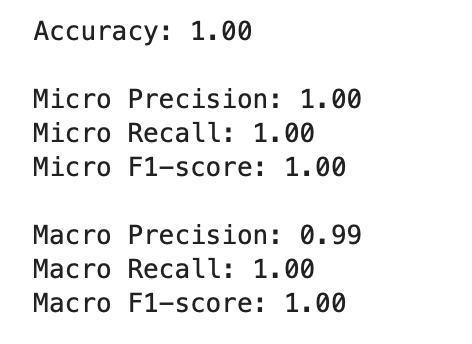 Accuracy: 1.00
Micro Precision: 1.00
Micro Recall: 1.00
Micro F1-score: 1.00
Macro Precision: 0.99
Macro Recall: 1.00
Macro F1-score: 1.00